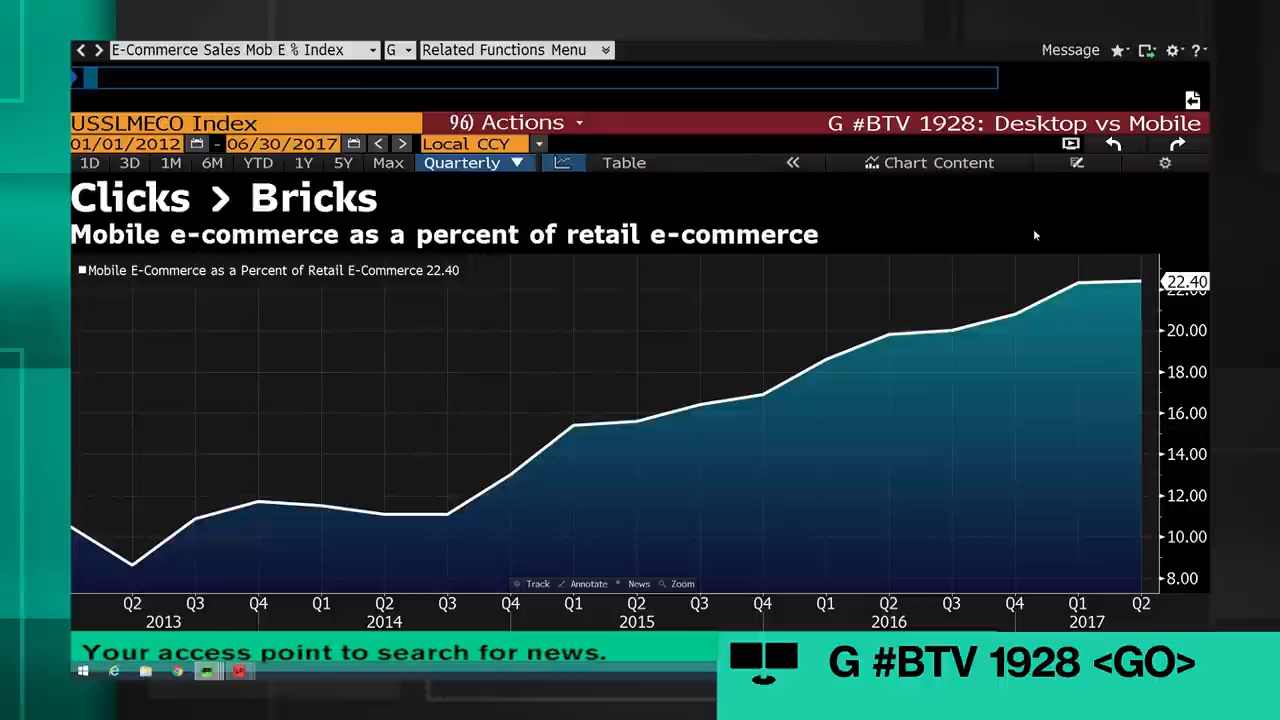 E-Commerce Sales Mob E % Index G Related Functions Menu Message ?
USSLMECO Index 96) Actions G #BTV 1928: Desktop vs Mobile
01/01/2012 - 06/30/2017 Local CCY
1D 3D 1M 6M YTD 1Y 5Y Max Quarterly ▼ Table « Chart Content
Clicks > Bricks
Mobile e-commerce as a percent of retail e-commerce
Mobile E-Commerce as a Percent of Retail E-Commerce 22.40
22.40
22.00
20.00
18.00
16.00
14.00
12.00
10.00
8.00
Track Annotate News Zoom
Q2 Q3 Q4 Q1 Q2 Q3 Q4 Q1 Q2 Q3 Q4 Q1 Q2 Q3 Q4 Q1 Q2
2013 2014 2015 2016 2017
Your access point to search for news.
G #BTV 1928 <GO>